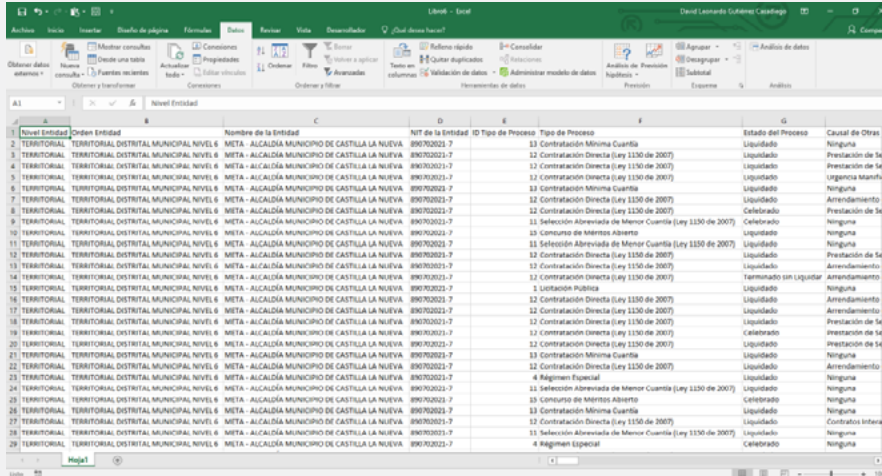 Libro6 - Excel
David Leonardo Gutiérrez Casadiego
Archivo Inicio Insertar Diseño de página Fórmulas Datos Revisar Vista Desarrollador ¿Qué desea hacer?
Obtener datos externos Nueva consulta Mostrar consultas Desde una tabla Fuentes recientes Actualizar todo Conexiones Propiedades Editar vínculos Ordenar Filtro Borrar Volver a aplicar Avanzadas Texto en columnas Relleno rápido Quitar duplicados Validación de datos Consolidar Relaciones Administrar modelo de datos Análisis de hipótesis Previsión Agrupar Desagrupar Subtotal Análisis de datos
Obtener y transformar Conexiones Ordenar y filtrar Herramientas de datos Previsión Esquema Análisis
A1 Nivel Entidad
A B C D E F G
1 Nivel Entidad Orden Entidad Nombre de la Entidad NIT de la Entidad ID Tipo de Proceso Tipo de Proceso Estado del Proceso Causal de Otras
2 TERRITORIAL TERRITORIAL DISTRITAL MUNICIPAL NIVEL 6 META - ALCALDÍA MUNICIPIO DE CASTILLA LA NUEVA 890702021-7 13 Contratación Mínima Cuantía Liquidado Ninguna
3 TERRITORIAL TERRITORIAL DISTRITAL MUNICIPAL NIVEL 6 META - ALCALDÍA MUNICIPIO DE CASTILLA LA NUEVA 890702021-7 12 Contratación Directa (Ley 1150 de 2007) Liquidado Prestación de Se
4 TERRITORIAL TERRITORIAL DISTRITAL MUNICIPAL NIVEL 6 META - ALCALDÍA MUNICIPIO DE CASTILLA LA NUEVA 890702021-7 12 Contratación Directa (Ley 1150 de 2007) Liquidado Prestación de Se
5 TERRITORIAL TERRITORIAL DISTRITAL MUNICIPAL NIVEL 6 META - ALCALDÍA MUNICIPIO DE CASTILLA LA NUEVA 890702021-7 12 Contratación Directa (Ley 1150 de 2007) Liquidado Urgencia Manifi
6 TERRITORIAL TERRITORIAL DISTRITAL MUNICIPAL NIVEL 6 META - ALCALDÍA MUNICIPIO DE CASTILLA LA NUEVA 890702021-7 13 Contratación Mínima Cuantía Liquidado Ninguna
7 TERRITORIAL TERRITORIAL DISTRITAL MUNICIPAL NIVEL 6 META - ALCALDÍA MUNICIPIO DE CASTILLA LA NUEVA 890702021-7 12 Contratación Directa (Ley 1150 de 2007) Liquidado Arrendamiento
8 TERRITORIAL TERRITORIAL DISTRITAL MUNICIPAL NIVEL 6 META - ALCALDÍA MUNICIPIO DE CASTILLA LA NUEVA 890702021-7 12 Contratación Directa (Ley 1150 de 2007) Celebrado Prestación de Se
9 TERRITORIAL TERRITORIAL DISTRITAL MUNICIPAL NIVEL 6 META - ALCALDÍA MUNICIPIO DE CASTILLA LA NUEVA 890702021-7 11 Selección Abreviada de Menor Cuantía (Ley 1150 de 2007) Celebrado Ninguna
10 TERRITORIAL TERRITORIAL DISTRITAL MUNICIPAL NIVEL 6 META - ALCALDÍA MUNICIPIO DE CASTILLA LA NUEVA 890702021-7 15 Concurso de Méritos Abierto Liquidado Ninguna
11 TERRITORIAL TERRITORIAL DISTRITAL MUNICIPAL NIVEL 6 META - ALCALDÍA MUNICIPIO DE CASTILLA LA NUEVA 890702021-7 11 Selección Abreviada de Menor Cuantía (Ley 1150 de 2007) Liquidado Ninguna
12 TERRITORIAL TERRITORIAL DISTRITAL MUNICIPAL NIVEL 6 META - ALCALDÍA MUNICIPIO DE CASTILLA LA NUEVA 890702021-7 12 Contratación Directa (Ley 1150 de 2007) Liquidado Prestación de Se
13 TERRITORIAL TERRITORIAL DISTRITAL MUNICIPAL NIVEL 6 META - ALCALDÍA MUNICIPIO DE CASTILLA LA NUEVA 890702021-7 12 Contratación Directa (Ley 1150 de 2007) Liquidado Arrendamiento
14 TERRITORIAL TERRITORIAL DISTRITAL MUNICIPAL NIVEL 6 META - ALCALDÍA MUNICIPIO DE CASTILLA LA NUEVA 890702021-7 12 Contratación Directa (Ley 1150 de 2007) Terminado sin Liquidar Arrendamiento
15 TERRITORIAL TERRITORIAL DISTRITAL MUNICIPAL NIVEL 6 META - ALCALDÍA MUNICIPIO DE CASTILLA LA NUEVA 890702021-7 1 Licitación Pública Liquidado Ninguna
16 TERRITORIAL TERRITORIAL DISTRITAL MUNICIPAL NIVEL 6 META - ALCALDÍA MUNICIPIO DE CASTILLA LA NUEVA 890702021-7 12 Contratación Directa (Ley 1150 de 2007) Liquidado Arrendamiento
17 TERRITORIAL TERRITORIAL DISTRITAL MUNICIPAL NIVEL 6 META - ALCALDÍA MUNICIPIO DE CASTILLA LA NUEVA 890702021-7 12 Contratación Directa (Ley 1150 de 2007) Liquidado Arrendamiento
18 TERRITORIAL TERRITORIAL DISTRITAL MUNICIPAL NIVEL 6 META - ALCALDÍA MUNICIPIO DE CASTILLA LA NUEVA 890702021-7 12 Contratación Directa (Ley 1150 de 2007) Liquidado Prestación de Se
19 TERRITORIAL TERRITORIAL DISTRITAL MUNICIPAL NIVEL 6 META - ALCALDÍA MUNICIPIO DE CASTILLA LA NUEVA 890702021-7 12 Contratación Directa (Ley 1150 de 2007) Liquidado Prestación de Se
20 TERRITORIAL TERRITORIAL DISTRITAL MUNICIPAL NIVEL 6 META - ALCALDÍA MUNICIPIO DE CASTILLA LA NUEVA 890702021-7 12 Contratación Directa (Ley 1150 de 2007) Liquidado Prestación de Se
21 TERRITORIAL TERRITORIAL DISTRITAL MUNICIPAL NIVEL 6 META - ALCALDÍA MUNICIPIO DE CASTILLA LA NUEVA 890702021-7 13 Contratación Mínima Cuantía Liquidado Ninguna
22 TERRITORIAL TERRITORIAL DISTRITAL MUNICIPAL NIVEL 6 META - ALCALDÍA MUNICIPIO DE CASTILLA LA NUEVA 890702021-7 12 Contratación Directa (Ley 1150 de 2007) Liquidado Arrendamiento
23 TERRITORIAL TERRITORIAL DISTRITAL MUNICIPAL NIVEL 6 META - ALCALDÍA MUNICIPIO DE CASTILLA LA NUEVA 890702021-7 4 Régimen Especial Liquidado Ninguna
24 TERRITORIAL TERRITORIAL DISTRITAL MUNICIPAL NIVEL 6 META - ALCALDÍA MUNICIPIO DE CASTILLA LA NUEVA 890702021-7 11 Selección Abreviada de Menor Cuantía (Ley 1150 de 2007) Liquidado Ninguna
25 TERRITORIAL TERRITORIAL DISTRITAL MUNICIPAL NIVEL 6 META - ALCALDÍA MUNICIPIO DE CASTILLA LA NUEVA 890702021-7 15 Concurso de Méritos Abierto Celebrado Ninguna
26 TERRITORIAL TERRITORIAL DISTRITAL MUNICIPAL NIVEL 6 META - ALCALDÍA MUNICIPIO DE CASTILLA LA NUEVA 890702021-7 13 Contratación Mínima Cuantía Liquidado Ninguna
27 TERRITORIAL TERRITORIAL DISTRITAL MUNICIPAL NIVEL 6 META - ALCALDÍA MUNICIPIO DE CASTILLA LA NUEVA 890702021-7 12 Contratación Directa (Ley 1150 de 2007) Liquidado Contratos Intera
28 TERRITORIAL TERRITORIAL DISTRITAL MUNICIPAL NIVEL 6 META - ALCALDÍA MUNICIPIO DE CASTILLA LA NUEVA 890702021-7 11 Selección Abreviada de Menor Cuantía (Ley 1150 de 2007) Liquidado Ninguna
29 TERRITORIAL TERRITORIAL DISTRITAL MUNICIPAL NIVEL 6 META - ALCALDÍA MUNICIPIO DE CASTILLA LA NUEVA 890702021-7 4 Régimen Especial Celebrado Ninguna
Hoja1
Listo